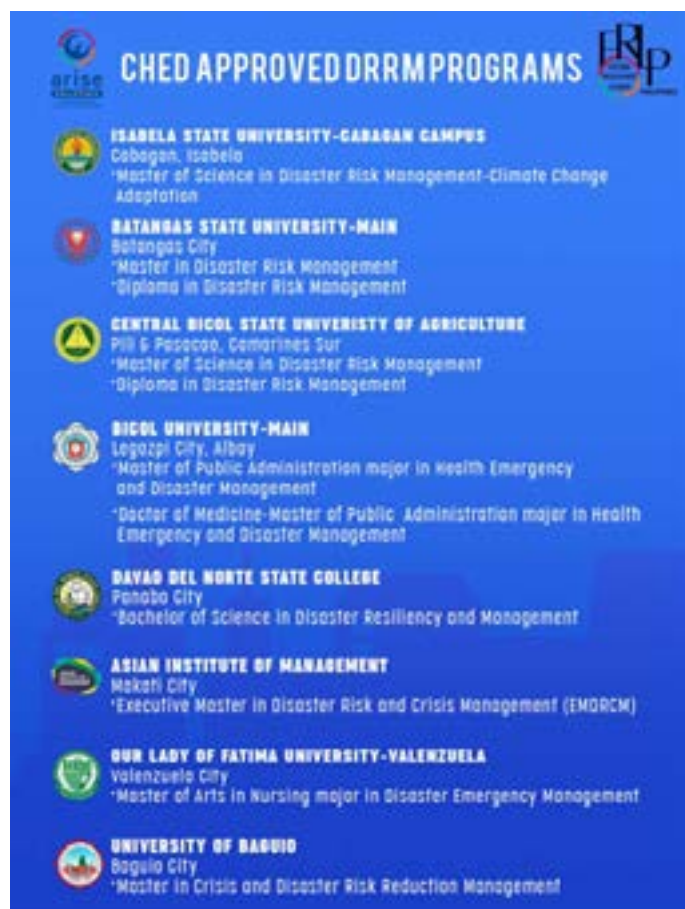 arise
CHED APPROVED DRRM PROGRAMS
ISABELA STATE UNIVERSITY-CABAGAN CAMPUS
Cabagan, Isabela
*Master of Science in Disaster Risk Management-Climate Change
Adaptation
BATANGAS STATE UNIVERSITY-MAIN
Batangas City
*Master in Disaster Risk Management
*Diploma in Disaster Risk Management
CENTRAL BICOL STATE UNIVERISTY OF AGRICULTURE
Pili & Pasacao, Camarines Sur
*Master of Science in Disaster Risk Management
*Diploma in Disaster Risk Management
BICOL UNIVERSITY-MAIN
Legazpi City, Albay
*Master of Public Administration major in Health Emergency
and Disaster Management
*Doctor of Medicine-Master of Public Administration major in Health
Emergency and Disaster Management
DAVAO DEL NORTE STATE COLLEGE
Panabo City
*Bachelor of Science in Disaster Resiliency and Management
ASIAN INSTITUTE OF MANAGEMENT
Makati City
*Executive Master in Disaster Risk and Crisis Management (EMDRCM)
OUR LADY OF FATIMA UNIVERSITY-VALENZUELA
Valenzuela City
*Master of Arts in Nursing major in Disaster Emergency Management
UNIVERSITY OF BAGUIO
Baguio City
*Master in Crisis and Disaster Risk Reduction Management